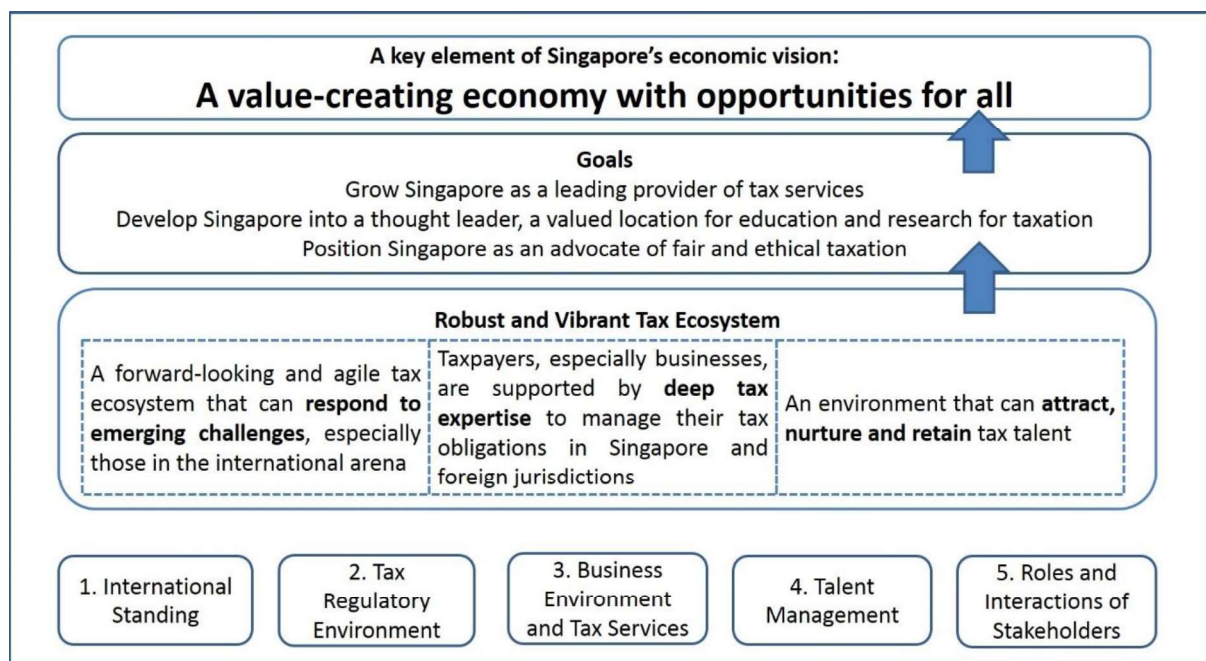 A key element of Singapore’s economic vision:
A value-creating economy with opportunities for all
Goals
Grow Singapore as a leading provider of tax services
Develop Singapore into a thought leader, a valued location for education and research for taxation
Position Singapore as an advocate of fair and ethical taxation
Robust and Vibrant Tax Ecosystem
A forward-looking and agile tax
ecosystem that can respond to
emerging challenges, especially
those in the international arena
Taxpayers, especially businesses,
are supported by deep tax
expertise to manage their tax
obligations in Singapore and
foreign jurisdictions
An environment that can attract,
nurture and retain tax talent
1. International
Standing
2. Tax
Regulatory
Environment
3. Business
Environment
and Tax Services
4. Talent
Management
5. Roles and
Interactions of
Stakeholders